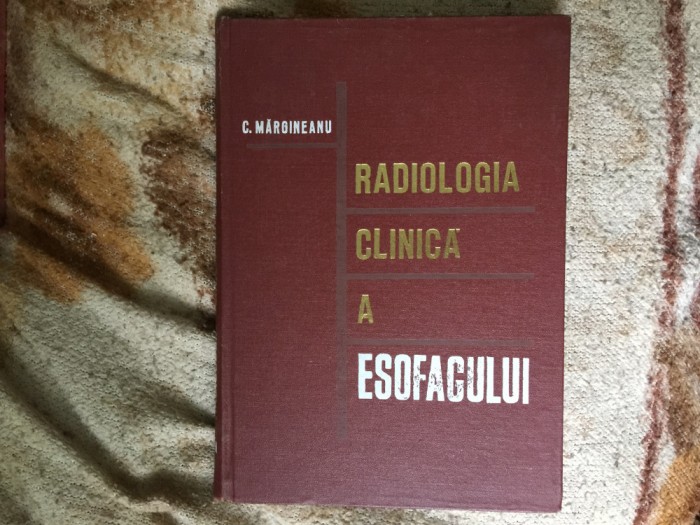 C. MĂRGINEANU
RADIOLOGIA
CLINICĂ
A
ESOFAGULUI